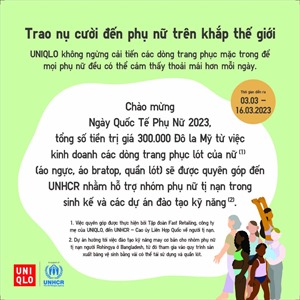 Trao nụ cười đến phụ nữ trên khắp thế giới
UNIQLO không ngừng cải tiến các dòng trang phục mặc trong để
mọi phụ nữ đều có thể cảm thấy thoải mái hơn mỗi ngày.
Thời gian diễn ra
03.03 –
16.03.2023
Chào mừng
Ngày Quốc Tế Phụ Nữ 2023,
tổng số tiền trị giá 300.000 Đô la Mỹ từ việc
kinh doanh các dòng trang phục lót của nữ (1)
(áo ngực, áo bratop, quần lót) sẽ được quyên góp đến
UNHCR nhằm hỗ trợ nhóm phụ nữ tị nạn trong
sinh kế và các dự án đào tạo kỹ năng (2).
1. Việc quyên góp được thực hiện bởi Tập đoàn Fast Retailing, công ty
mẹ của UNIQLO, đến UNHCR – Cao ủy Liên Hợp Quốc về người tị nạn.
2. Dự án hướng tới việc đào tạo kỹ năng may cơ bản cho nhóm phụ nữ
tị nạn người Rohingya ở Bangladesh, từ đó tham gia vào quy trình sản
xuất băng vệ sinh bằng vải có thể tái sử dụng và quần lót.
UNI
QLO
UNHCR